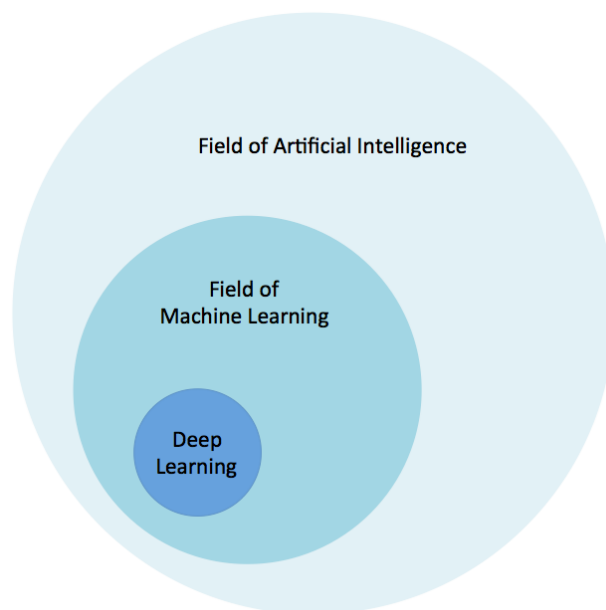 Field of Artificial Intelligence
Field of
Machine Learning
Deep
Learning